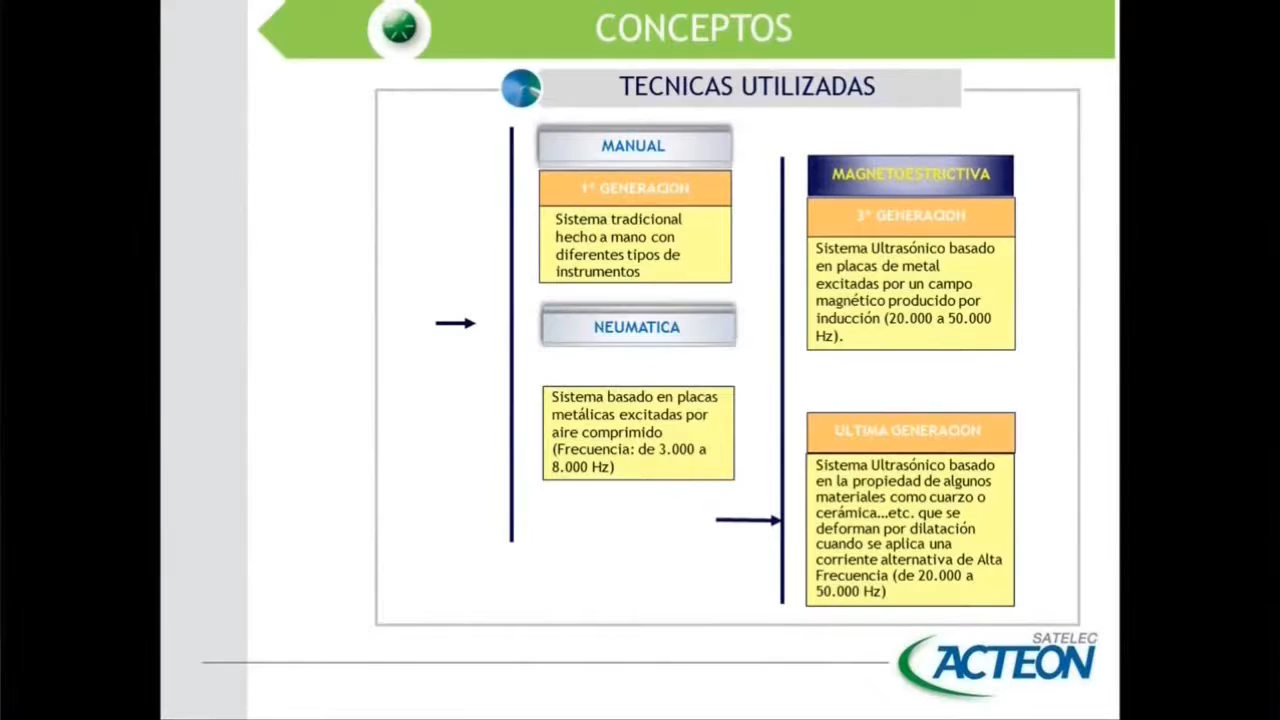 CONCEPTOS
TECNICAS UTILIZADAS
MANUAL
1ª GENERACION
Sistema tradicional
hecho a mano con
diferentes tipos de
instrumentos
NEUMATICA
Sistema basado en placas
metálicas excitadas por
aire comprimido
(Frecuencia: de 3.000 a
8.000 Hz)
MAGNETOESTRICTIVA
3ª GENERACION
Sistema Ultrasónico basado
en placas de metal
excitadas por un campo
magnético producido por
inducción (20.000 a 50.000
Hz).
ULTIMA GENERACION
Sistema Ultrasónico basado
en la propiedad de algunos
materiales como cuarzo o
cerámica…etc. que se
deforman por dilatación
cuando se aplica una
corriente alternativa de Alta
Frecuencia (de 20.000 a
50.000 Hz)
SATELEC
ACTEON